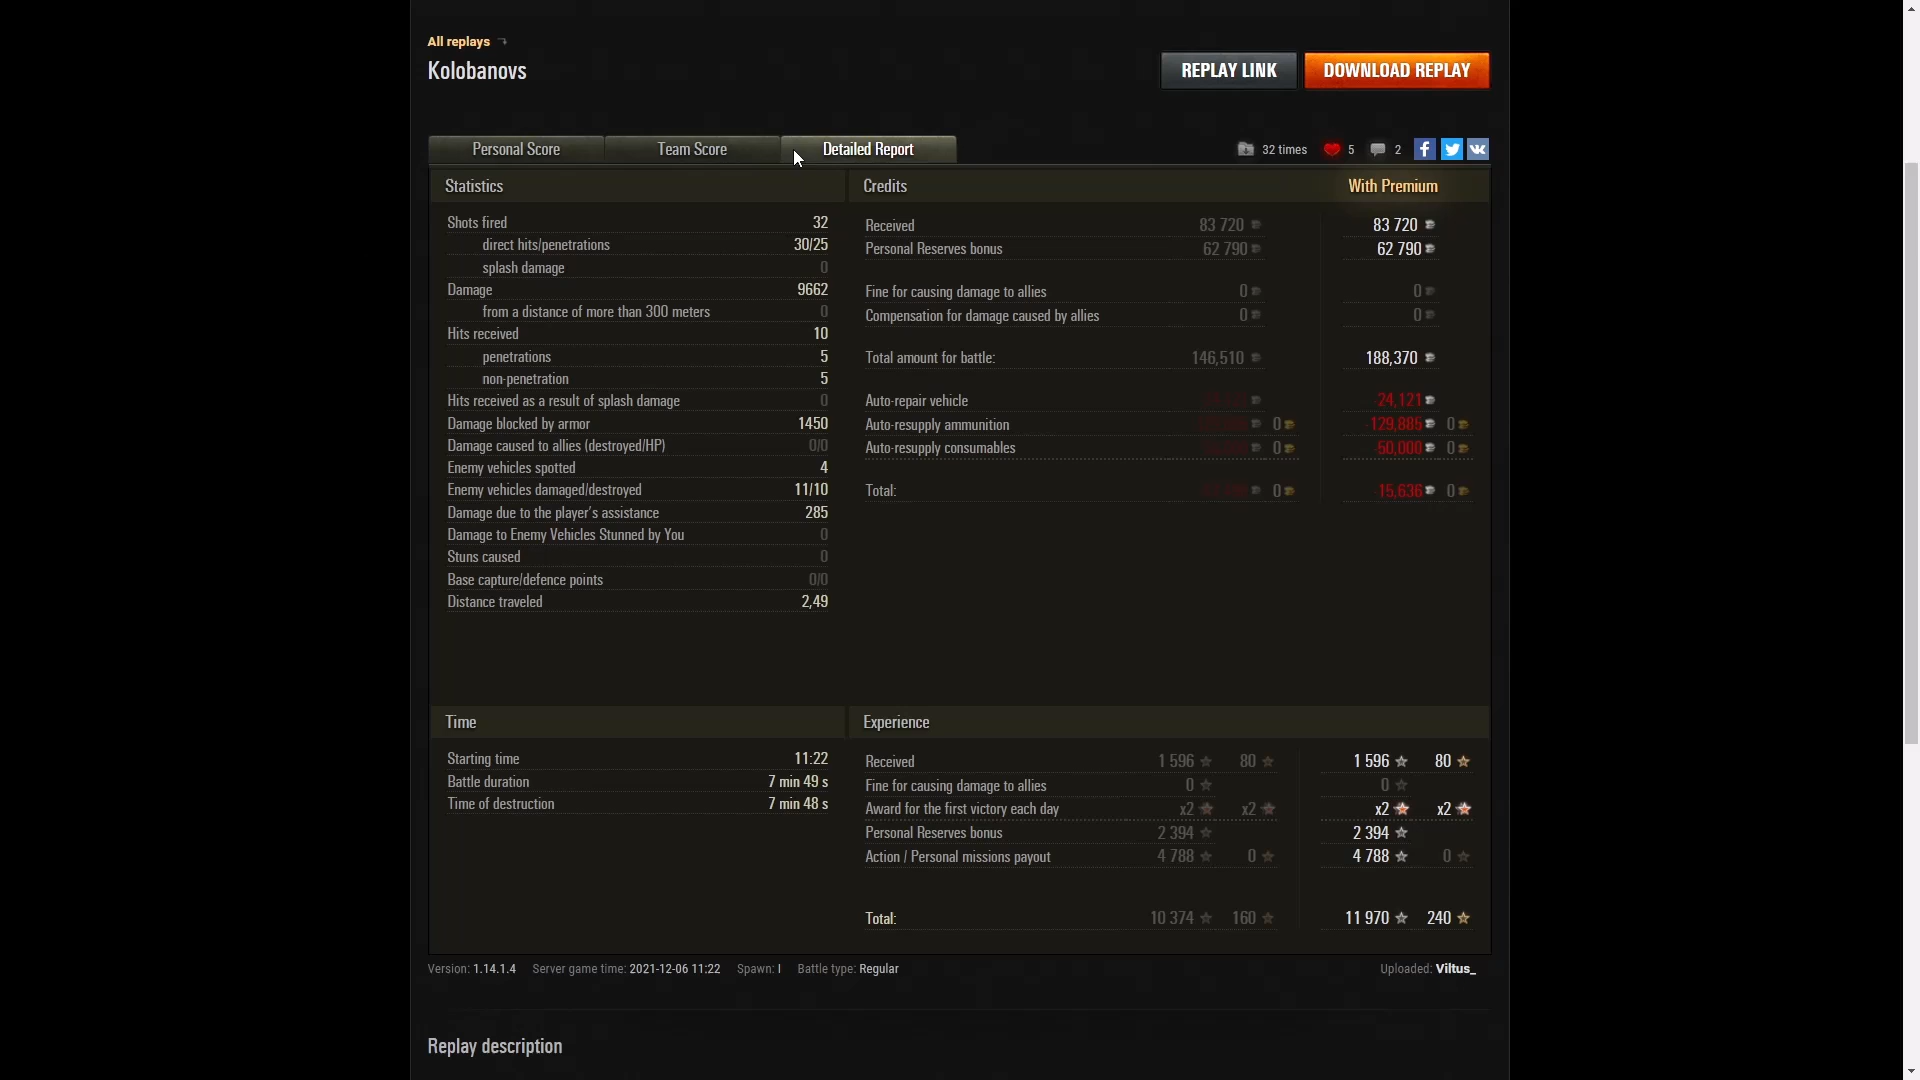 All replays
Kolobanovs
REPLAY LINK
DOWNLOAD REPLAY
Personal Score
Team Score
Detailed Report
32 times
5
2
Statistics
Shots fired 32
direct hits/penetrations 30/25
splash damage 0
Damage 9662
from a distance of more than 300 meters 0
Hits received 10
penetrations 5
non-penetration 5
Hits received as a result of splash damage 0
Damage blocked by armor 1450
Damage caused to allies (destroyed/HP) 0/0
Enemy vehicles spotted 4
Enemy vehicles damaged/destroyed 11/10
Damage due to the player's assistance 285
Damage to Enemy Vehicles Stunned by You 0
Stuns caused 0
Base capture/defence points 0/0
Distance traveled 2,49
Credits With Premium
Received 83 720 83 720
Personal Reserves bonus 62 790 62 790
Fine for causing damage to allies 0 0
Compensation for damage caused by allies 0 0
Total amount for battle: 146,510 188,370
Auto-repair vehicle -24,121
Auto-resupply ammunition 0 -129,885 0
Auto-resupply consumables 0 -50,000 0
Total: 0 -15,636 0
Time
Starting time 11:22
Battle duration 7 min 49 s
Time of destruction 7 min 48 s
Experience
Received 1 596 80 1 596 80
Fine for causing damage to allies 0 0
Award for the first victory each day x2 x2 x2 x2
Personal Reserves bonus 2 394 2 394
Action / Personal missions payout 4 788 0 4 788 0
Total: 10 374 160 11 970 240
Version: 1.14.1.4 Server game time: 2021-12-06 11:22 Spawn: I Battle type: Regular
Uploaded: Viltus_
Replay description